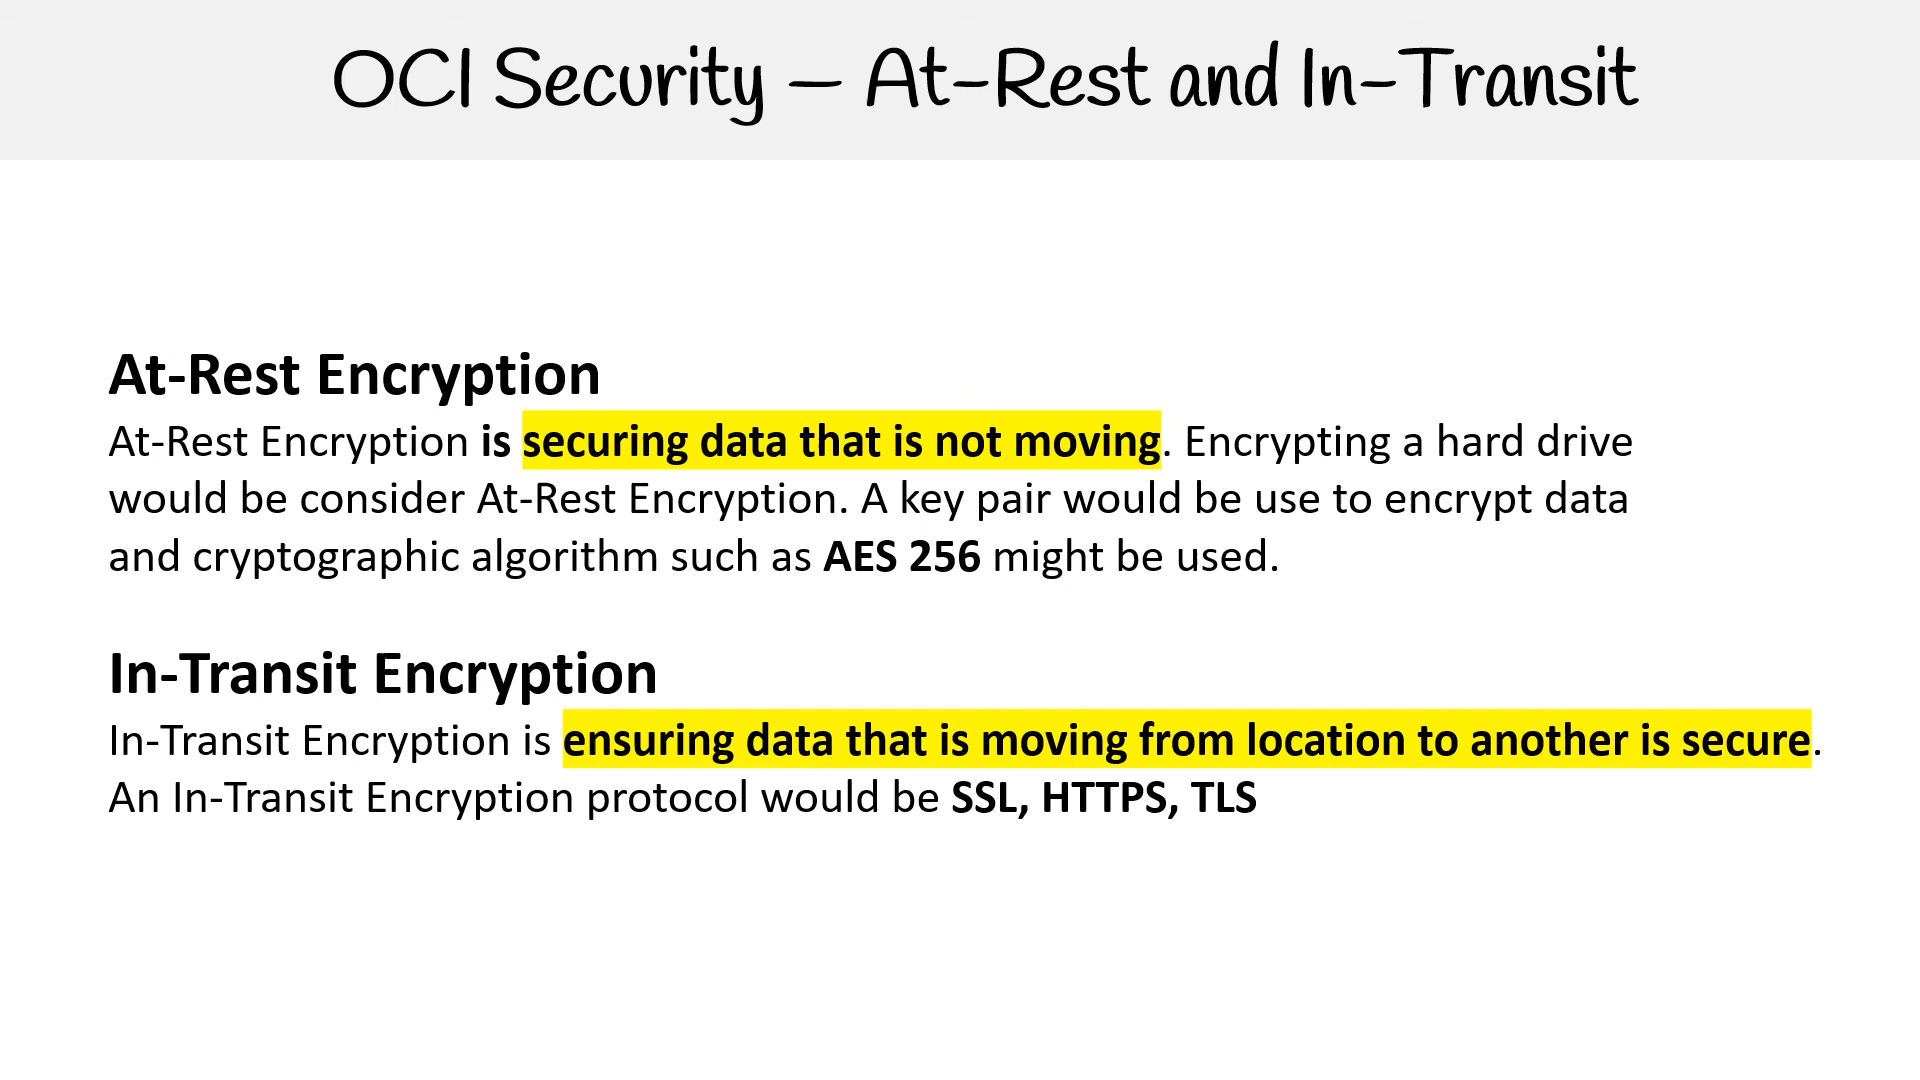 OCI Security – At-Rest and In-Transit
At-Rest Encryption
At-Rest Encryption is securing data that is not moving. Encrypting a hard drive
would be consider At-Rest Encryption. A key pair would be use to encrypt data
and cryptographic algorithm such as AES 256 might be used.
In-Transit Encryption
In-Transit Encryption is ensuring data that is moving from location to another is secure.
An In-Transit Encryption protocol would be SSL, HTTPS, TLS